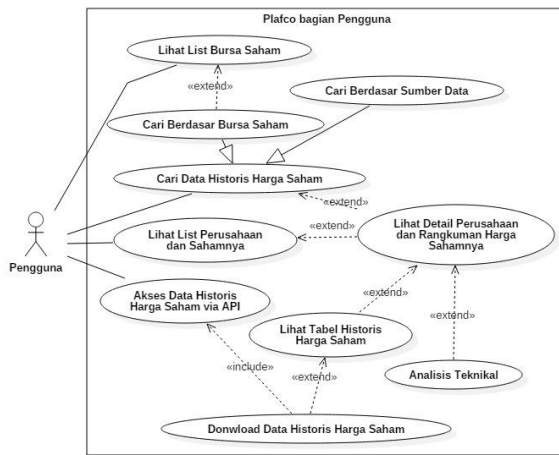 Plafco bagian Pengguna
Lihat List Bursa Saham
«extend»
Cari Berdasar Sumber Data
Cari Berdasar Bursa Saham
Cari Data Historis Harga Saham
«extend»
Lihat Detail Perusahaan
dan Rangkuman Harga
Sahamnya
Lihat List Perusahaan
dan Sahamnya
«extend»
Pengguna
Akses Data Historis
Harga Saham via API
«extend»
Lihat Tabel Historis
Harga Saham
«extend»
«include»
«extend»
Analisis Teknikal
Donwload Data Historis Harga Saham